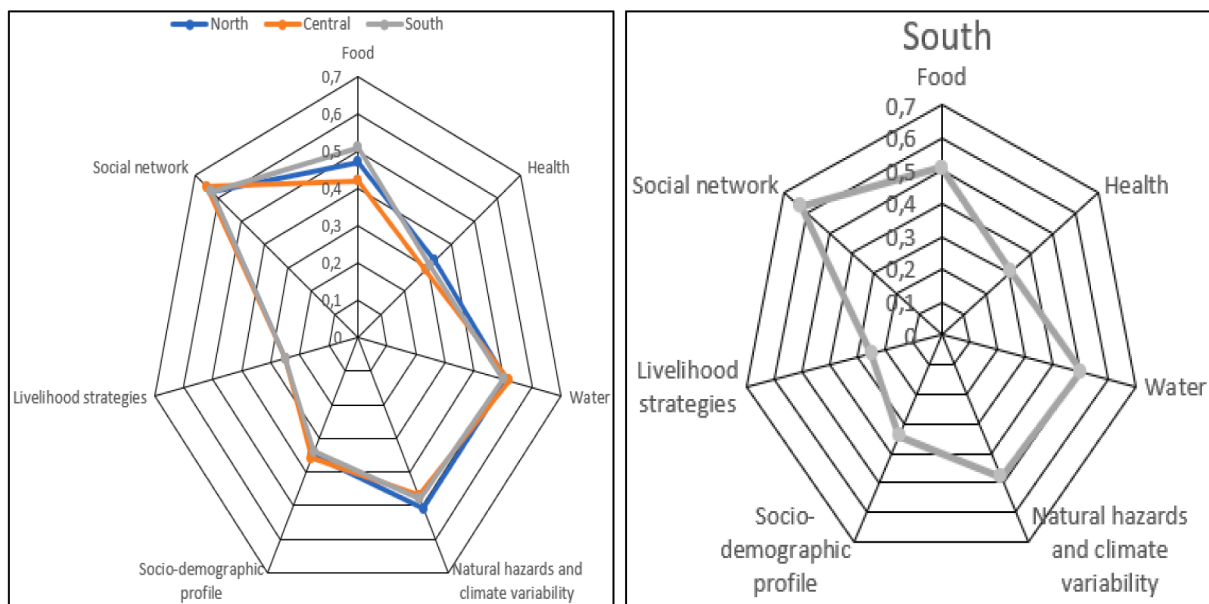 North Central South
Food
0,7
0,6
0,5
0,4
0,3
0,2
0,1
0
Health
Water
Natural hazards and
climate variability
Socio-demographic
profile
Livelihood strategies
Social network
South
Food
0,7
0,6
0,5
0,4
0,3
0,2
0,1
0
Health
Water
Natural hazards
and climate
variability
Socio-
demographic
profile
Livelihood
strategies
Social network